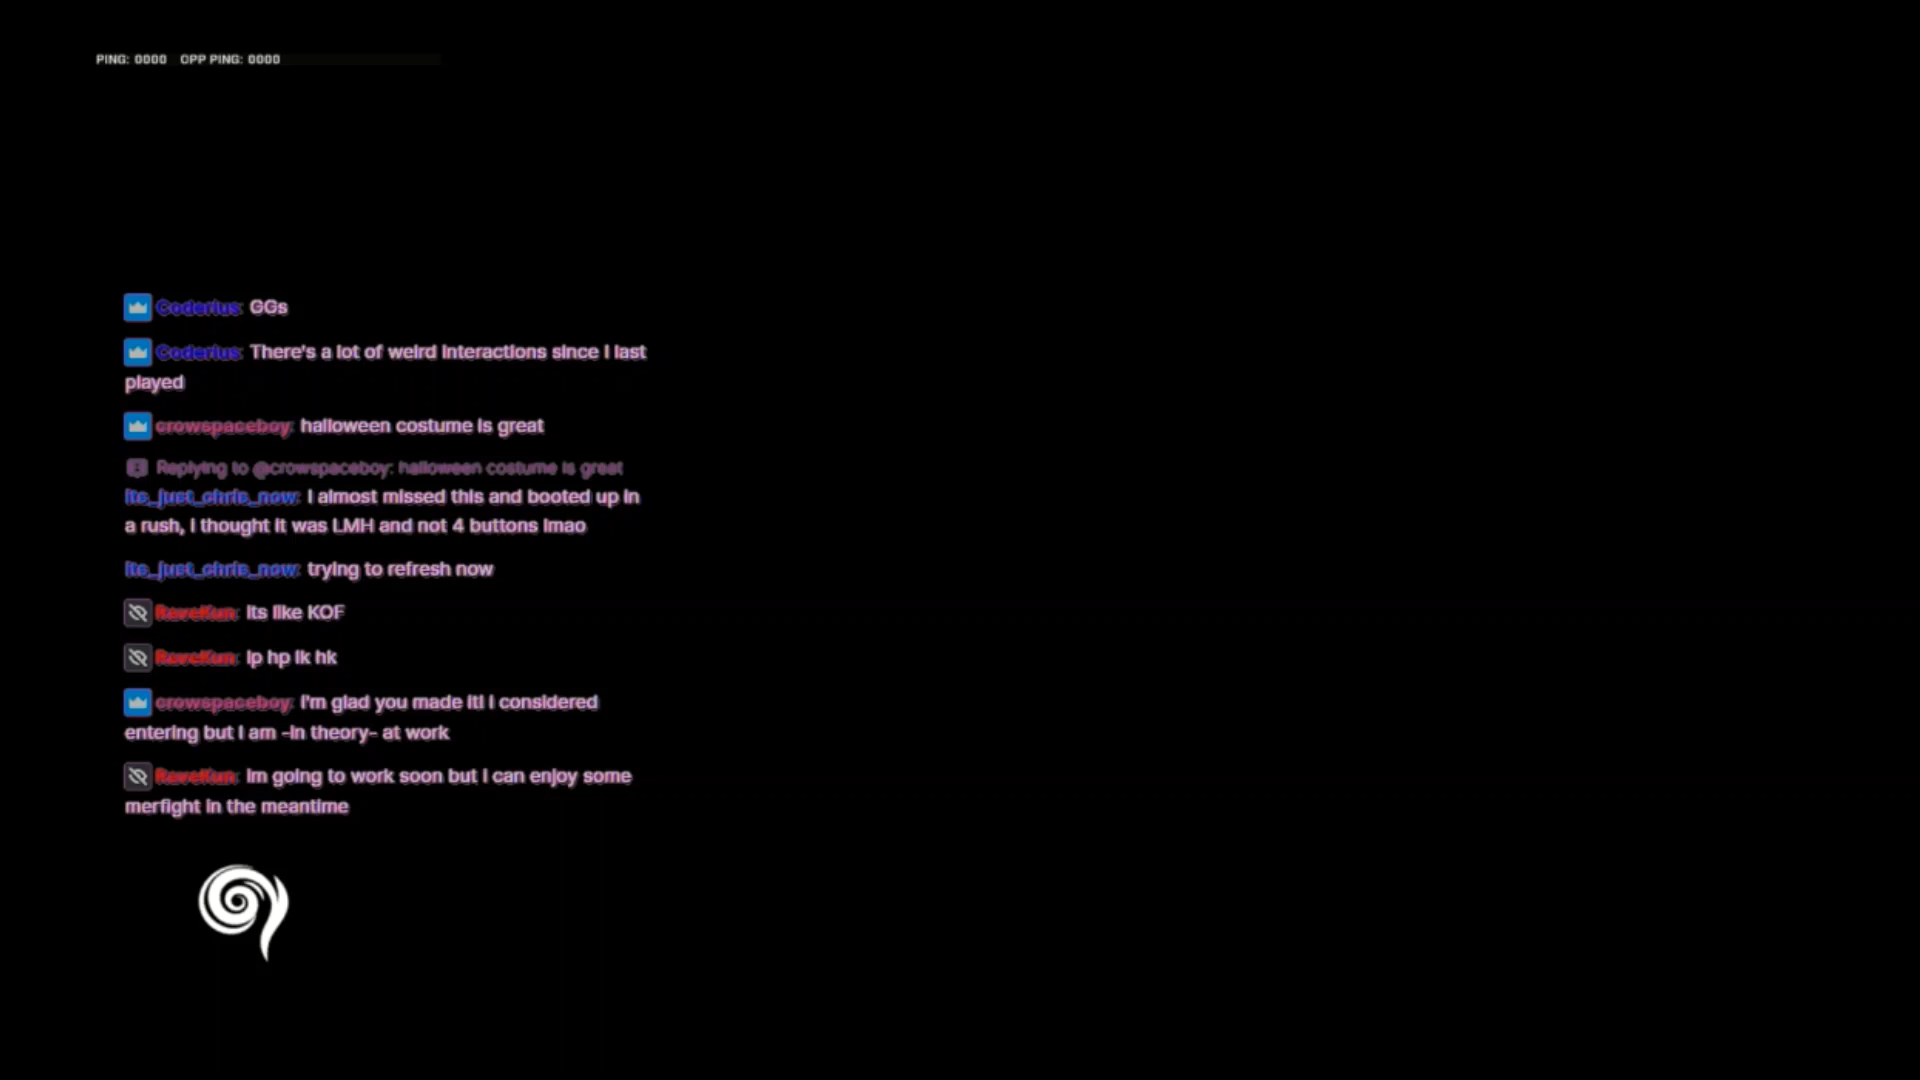 PING: 0000 OPP PING: 0000
Coderius: GGs
Coderius: There's a lot of weird interactions since I last
played
crowspaceboy: halloween costume is great
Replying to @crowspaceboy: halloween costume is great
its_just_chris_now: I almost missed this and booted up in
a rush, I thought it was LMH and not 4 buttons lmao
its_just_chris_now: trying to refresh now
RaveKun: Its like KOF
RaveKun: lp hp lk hk
crowspaceboy: I'm glad you made it! I considered
entering but I am -in theory- at work
RaveKun: Im going to work soon but I can enjoy some
merfight in the meantime